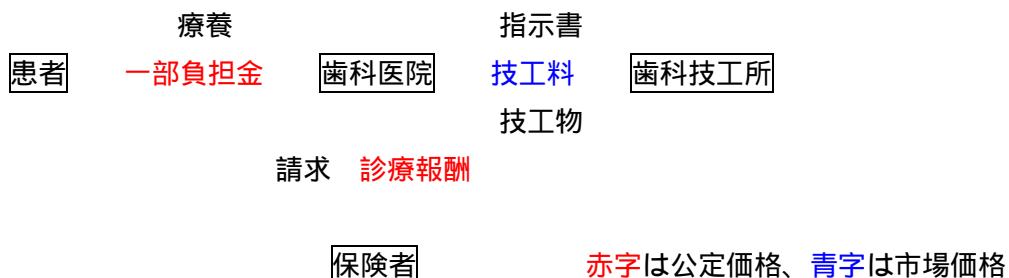 療養 指示書
患者 一部負担金 歯科医院 技工料 歯科技工所
技工物
請求 診療報酬
保険者 赤字は公定価格、青字は市場価格